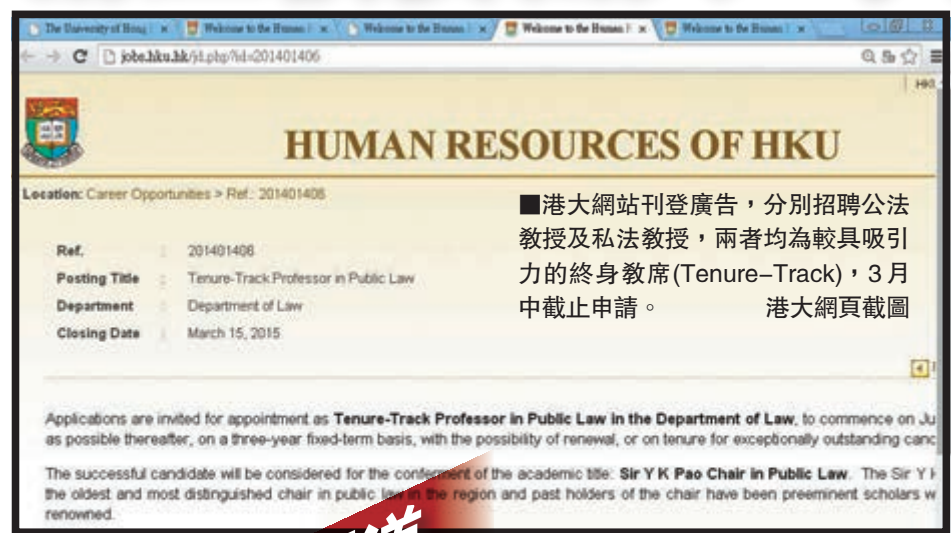 The University of Hong
Welcome to the Human
Welcome to the Human
Welcome to the Human
Welcome to the Human
jobs.hku.hk/jd.php?id=201401406
HUMAN RESOURCES OF HKU
Location: Career Opportunities > Ref.: 201401406
■港大網站刊登廣告，分別招聘公法
教授及私法教授，兩者均為較具吸引
力的終身教席(Tenure–Track)，3月
中截止申請。 港大網頁截圖
Ref. : 201401406
Posting Title : Tenure-Track Professor in Public Law
Department : Department of Law
Closing Date : March 15, 2015
Applications are invited for appointment as Tenure-Track Professor in Public Law in the Department of Law, to commence on Ju
as possible thereafter, on a three-year fixed-term basis, with the possibility of renewal, or on tenure for exceptionally outstanding canc
The successful candidate will be considered for the conferment of the academic title: Sir Y K Pao Chair in Public Law. The Sir Y
the oldest and most distinguished chair in public law in the region and past holders of the chair have been preeminent scholars w
renowned.